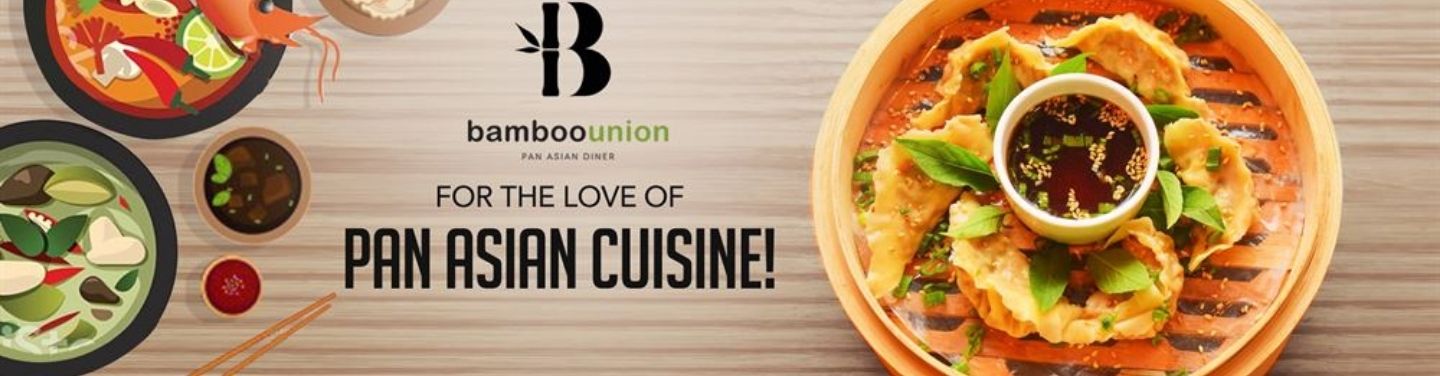 B
bamboounion
PAN ASIAN DINER
FOR THE LOVE OF
PAN ASIAN CUISINE!